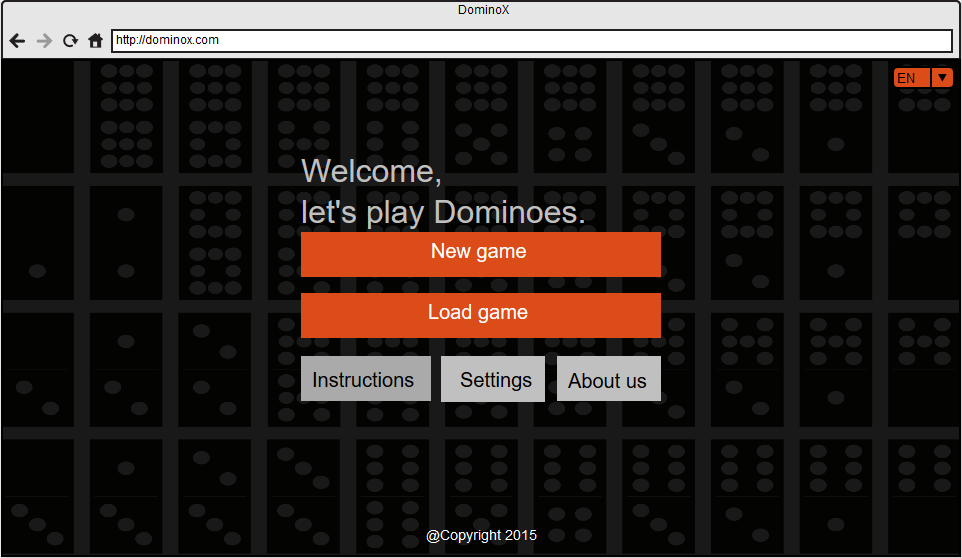 DominoX
http://dominox.com
EN
Welcome,
let's play Dominoes.
New game
Load game
Instructions
Settings
About us
@Copyright 2015